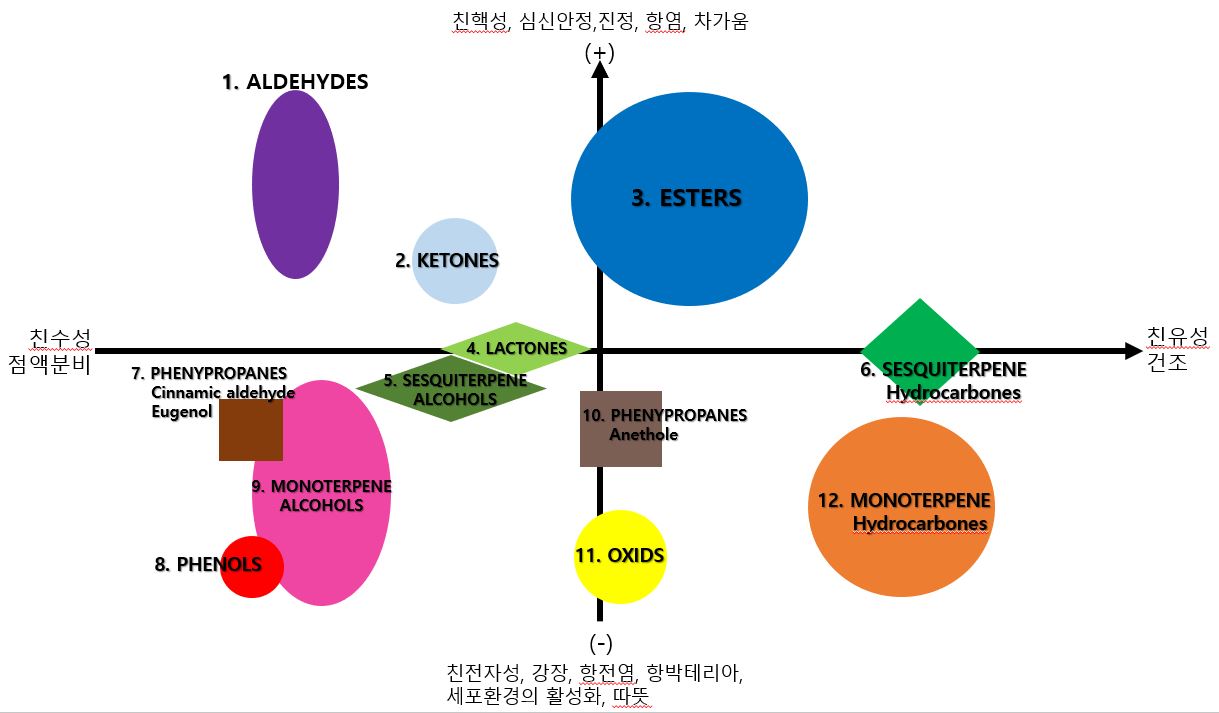 친핵성, 심신안정,진정, 항염, 차가움
(+)
1. ALDEHYDES
3. ESTERS
2. KETONES
친수성
점액분비
친유성
건조
4. LACTONES
5. SESQUITERPENE
ALCOHOLS
6. SESQUITERPENE
Hydrocarbones
7. PHENYPROPANES
Cinnamic aldehyde
Eugenol
10. PHENYPROPANES
Anethole
9. MONOTERPENE
ALCOHOLS
12. MONOTERPENE
Hydrocarbones
8. PHENOLS
11. OXIDS
(-)
친전자성, 강장, 항전염, 항박테리아,
세포환경의 활성화, 따뜻